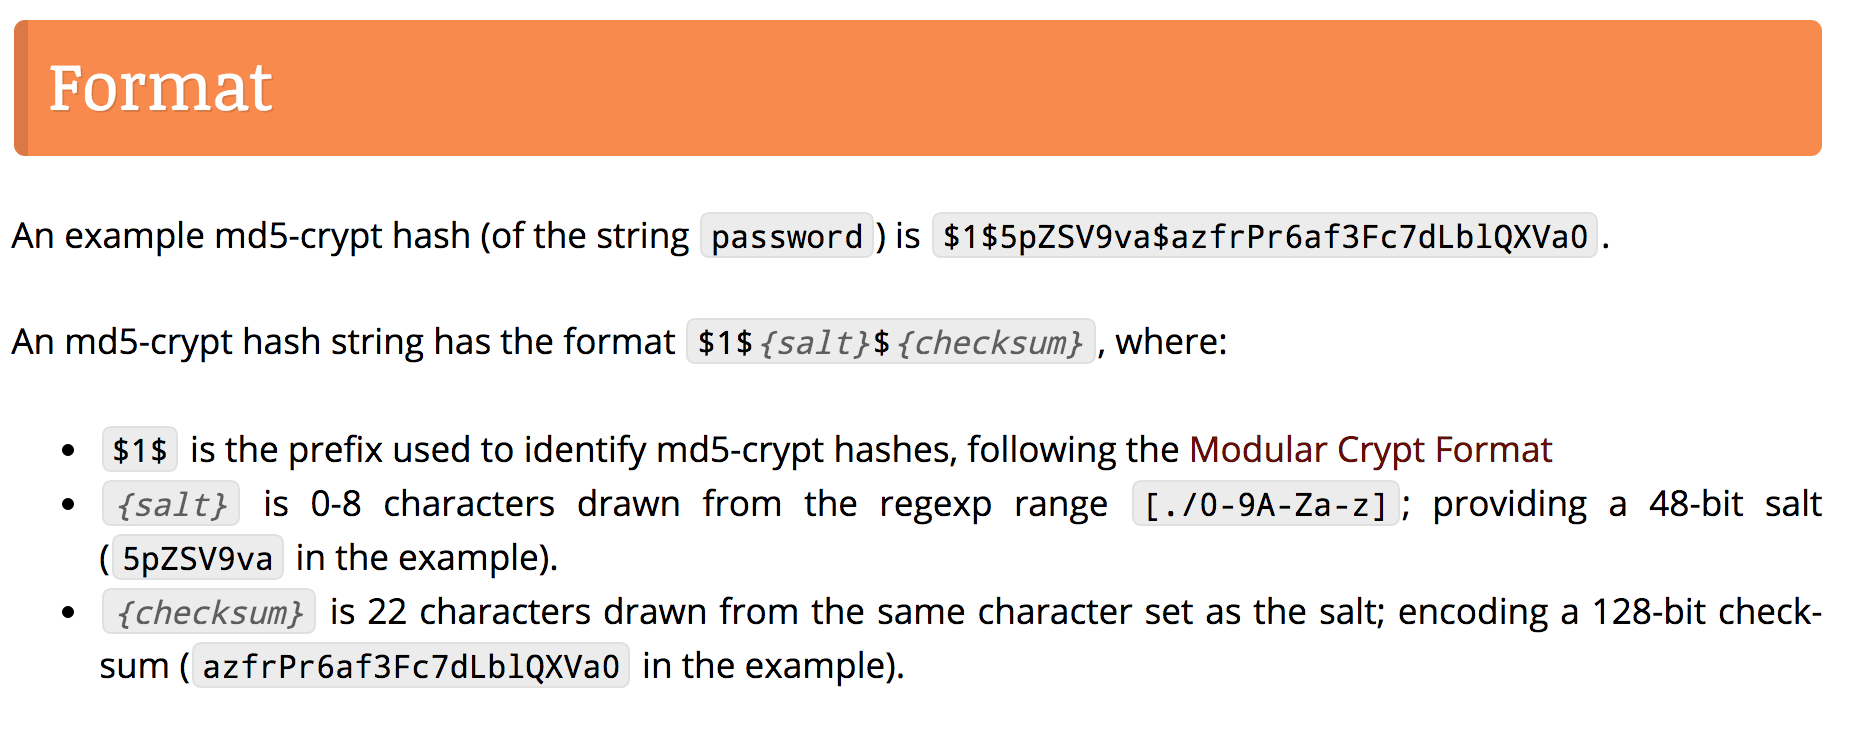 Format
An example md5-crypt hash (of the string password) is $1$5pZSV9va$azfrPr6af3Fc7dLblQXVa0.
An md5-crypt hash string has the format $1${salt}${checksum}, where:
• $1$ is the prefix used to identify md5-crypt hashes, following the Modular Crypt Format
• {salt} is 0-8 characters drawn from the regexp range [./0-9A-Za-z]; providing a 48-bit salt
(5pZSV9va in the example).
• {checksum} is 22 characters drawn from the same character set as the salt; encoding a 128-bit check-
sum (azfrPr6af3Fc7dLblQXVa0 in the example).